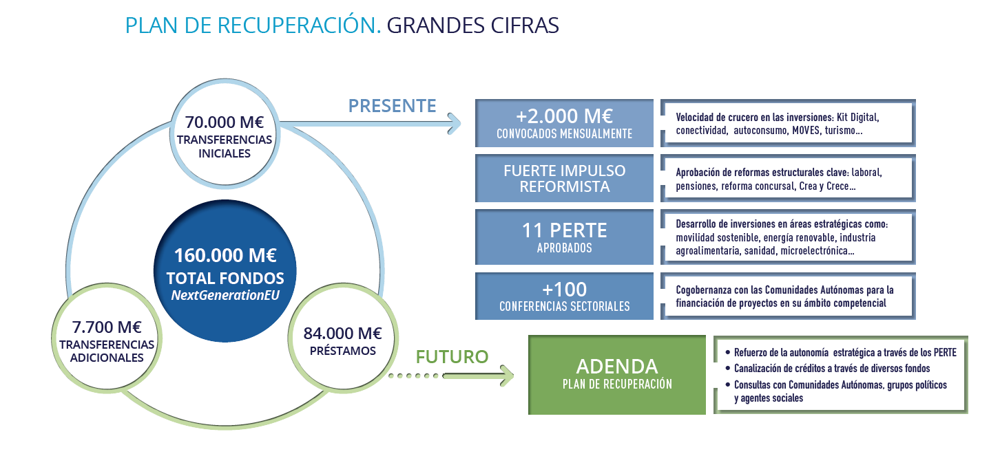 PLAN DE RECUPERACIÓN. GRANDES CIFRAS
70.000 M€
TRANSFERENCIAS
INICIALES
160.000 M€
TOTAL FONDOS
NextGenerationEU
7.700 M€
TRANSFERENCIAS
ADICIONALES
84.000 M€
PRÉSTAMOS
PRESENTE
+2.000 M€
CONVOCADOS MENSUALMENTE
Velocidad de crucero en las inversiones: Kit Digital,
conectividad, autoconsumo, MOVES, turismo...
FUERTE IMPULSO
REFORMISTA
Aprobación de reformas estructurales clave: laboral,
pensiones, reforma concursal, Crea y Crece...
11 PERTE
APROBADOS
Desarrollo de inversiones en áreas estratégicas como:
movilidad sostenible, energía renovable, industria
agroalimentaria, sanidad, microelectrónica...
+100
CONFERENCIAS SECTORIALES
Cogobernanza con las Comunidades Autónomas para la
financiación de proyectos en su ámbito competencial
FUTURO
ADENDA
PLAN DE RECUPERACIÓN
• Refuerzo de la autonomía estratégica a través de los PERTE
• Canalización de créditos a través de diversos fondos
• Consultas con Comunidades Autónomas, grupos políticos
y agentes sociales